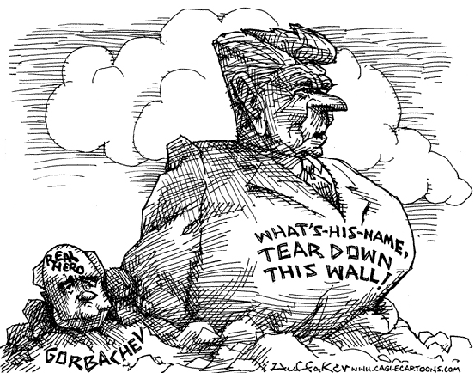 WHAT'S-HIS-NAME,
TEAR DOWN
THIS WALL!
REAL
HERO
GORBACHEV
WWW.CAGLECARTOONS.COM